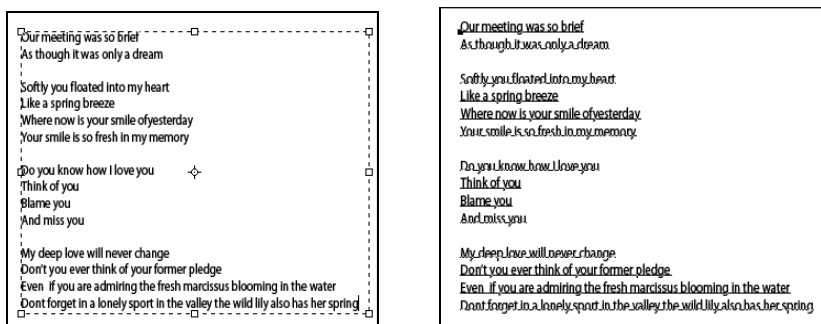 Our meeting was so brief
As though it was only a dream
Softly you floated into my heart
Like a spring breeze
Where now is your smile ofyesterday
Your smile is so fresh in my memory
Do you know how I love you
Think of you
Blame you
And miss you
My deep love will never change
Don't you ever think of your former pledge
Even if you are admiring the fresh marcissus blooming in the water
Dont forget in a lonely sport in the valley the wild lily also has her spring
Our meeting was so brief
As though it was only a dream
Softly you floated into my heart
Like a spring breeze
Where now is your smile ofyesterday
Your smile is so fresh in my memory
Do you know how I love you
Think of you
Blame you
And miss you
My deep love will never change
Don't you ever think of your former pledge
Even if you are admiring the fresh marcissus blooming in the water
Dont forget in a lonely sport in the valley the wild lily also has her spring